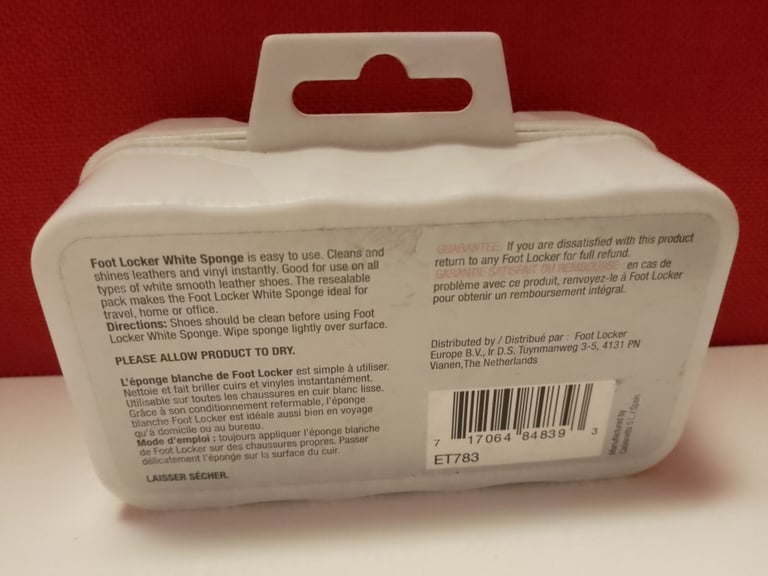 Foot Locker White Sponge is easy to use. Cleans and
shines leathers and vinyl instantly. Good for use on all
types of white smooth leather shoes. The resealable
pack makes the Foot Locker White Sponge ideal for
travel, home or office.
Directions: Shoes should be clean before using Foot
Locker White Sponge. Wipe sponge lightly over surface.
PLEASE ALLOW PRODUCT TO DRY.
L'éponge blanche de Foot Locker est simple à utiliser.
Nettoie et fait briller cuirs et vinyles instantanément.
Utilisable sur toutes les chaussures en cuir blanc lisse.
Grâce à son conditionnement refermable, l'éponge
blanche Foot Locker est idéale aussi bien en voyage
qu'à domicile ou au bureau.
Mode d'emploi : toujours appliquer l'éponge blanche
de Foot Locker sur des chaussures propres. Passer
délicatement l'éponge sur la surface du cuir.
LAISSER SÉCHER.
GUARANTEE: If you are dissatisfied with this product
return to any Foot Locker for full refund.
GARANTIE SATISFAIT OU REMBOURSÉ: en cas de
problème avec ce produit, renvoyez-le à Foot Locker
pour obtenir un remboursement intégral.
Distributed by / Distribué par : Foot Locker
Europe B.V., Ir D.S. Tuynmanweg 3-5, 4131 PN
Vianen,The Netherlands
7 17064 84839 3
ET783
Manufactured by
S.L./ Spain